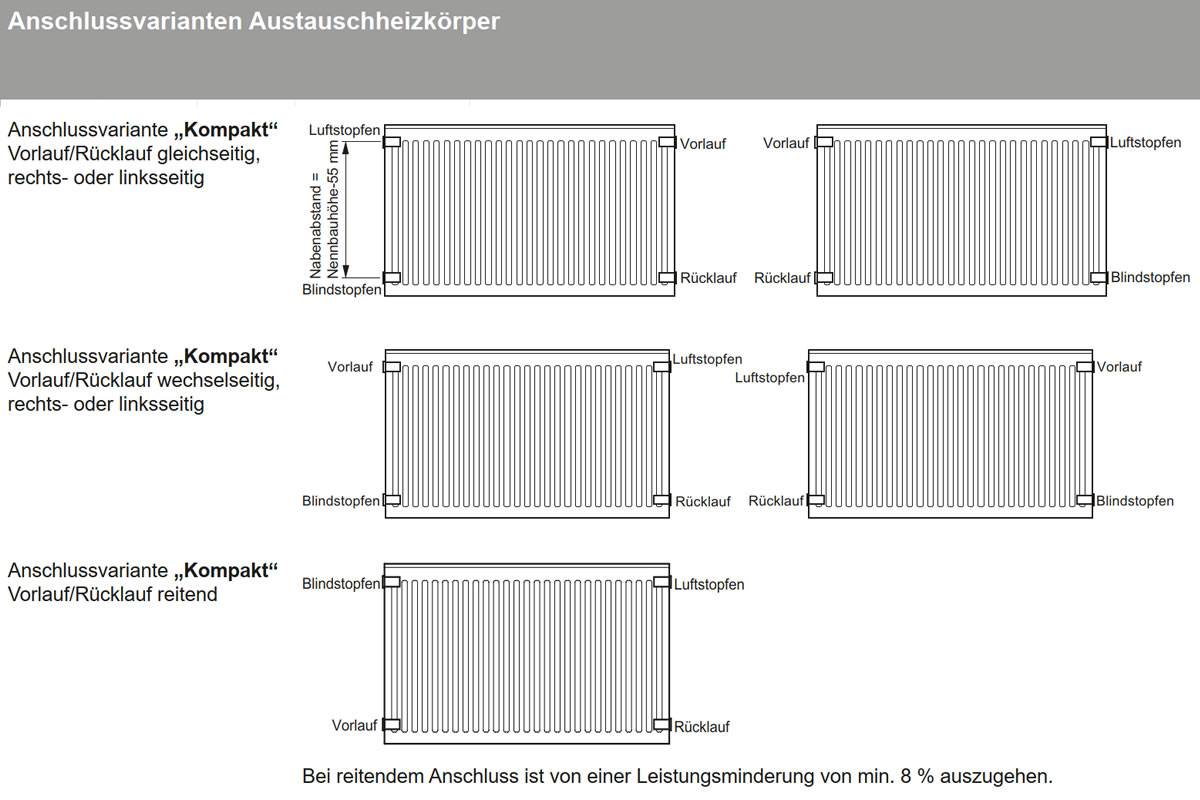 Anschlussvarianten Austauschheizkörper
Anschlussvariante „Kompakt“
Vorlauf/Rücklauf gleichseitig,
rechts- oder linksseitig
Luftstopfen
Nabenabstand =
Nennbauhöhe-55 mm
Blindstopfen
Vorlauf
Rücklauf
Vorlauf
Rücklauf
Luftstopfen
Blindstopfen
Anschlussvariante „Kompakt“
Vorlauf/Rücklauf wechselseitig,
rechts- oder linksseitig
Vorlauf
Blindstopfen
Luftstopfen
Rücklauf
Luftstopfen
Rücklauf
Vorlauf
Blindstopfen
Anschlussvariante „Kompakt“
Vorlauf/Rücklauf reitend
Blindstopfen
Luftstopfen
Vorlauf
Rücklauf
Bei reitendem Anschluss ist von einer Leistungsminderung von min. 8 % auszugehen.